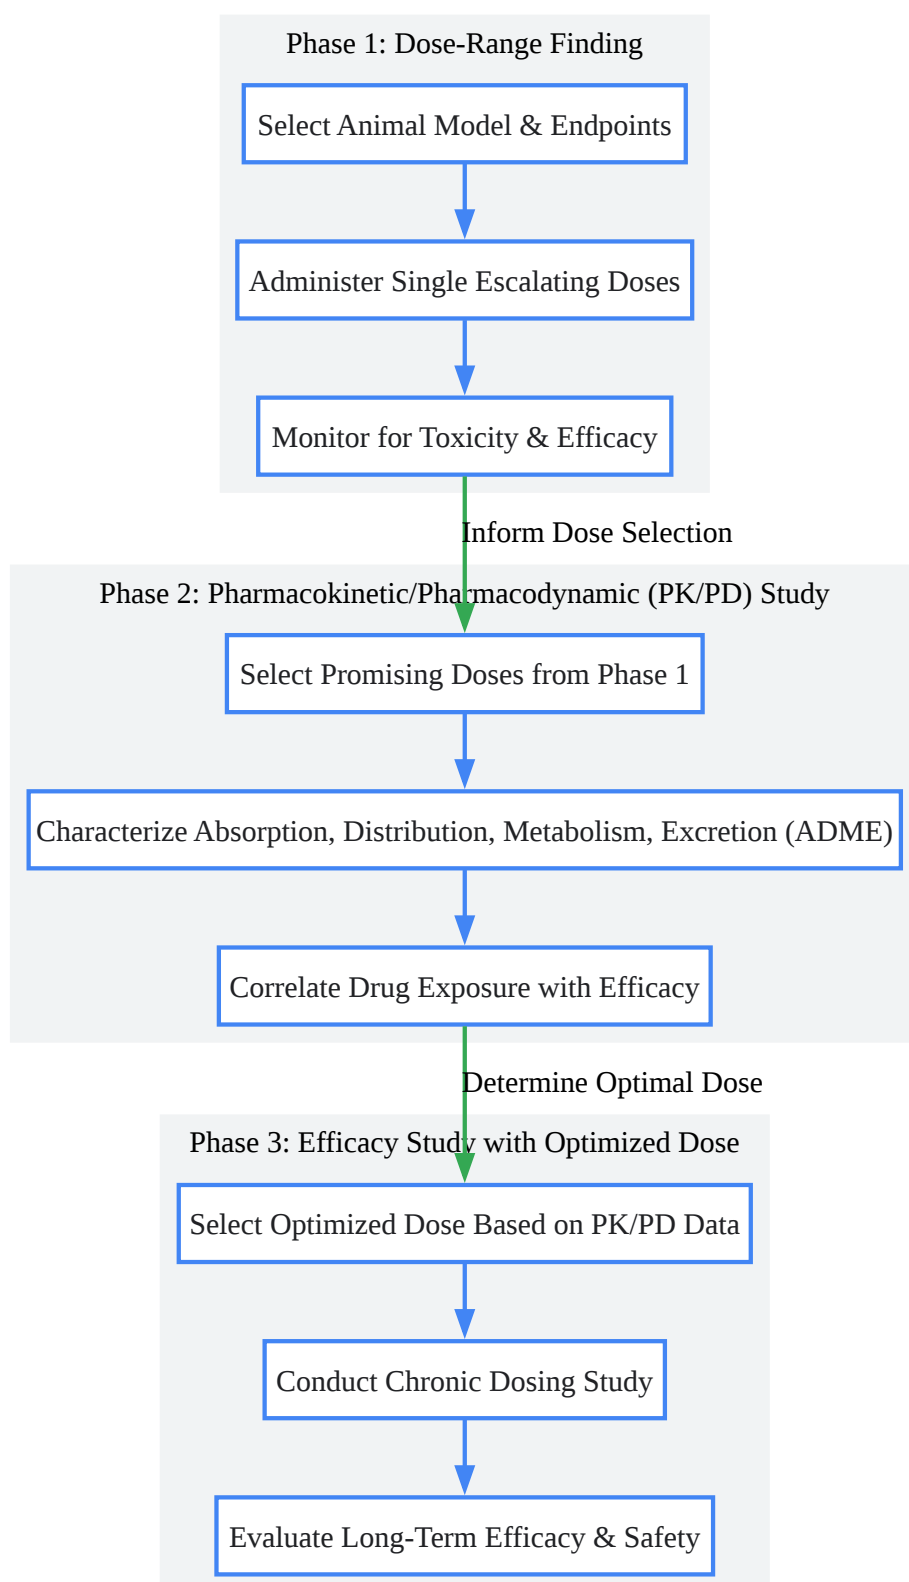 Phase 1: Dose-Range Finding
Select Animal Model & Endpoints
Administer Single Escalating Doses
Monitor for Toxicity & Efficacy
Inform Dose Selection
Phase 2: Pharmacokinetic/Pharmacodynamic (PK/PD) Study
Select Promising Doses from Phase 1
Characterize Absorption, Distribution, Metabolism, Excretion (ADME)
Correlate Drug Exposure with Efficacy
Determine Optimal Dose
Phase 3: Efficacy Study with Optimized Dose
Select Optimized Dose Based on PK/PD Data
Conduct Chronic Dosing Study
Evaluate Long-Term Efficacy & Safety